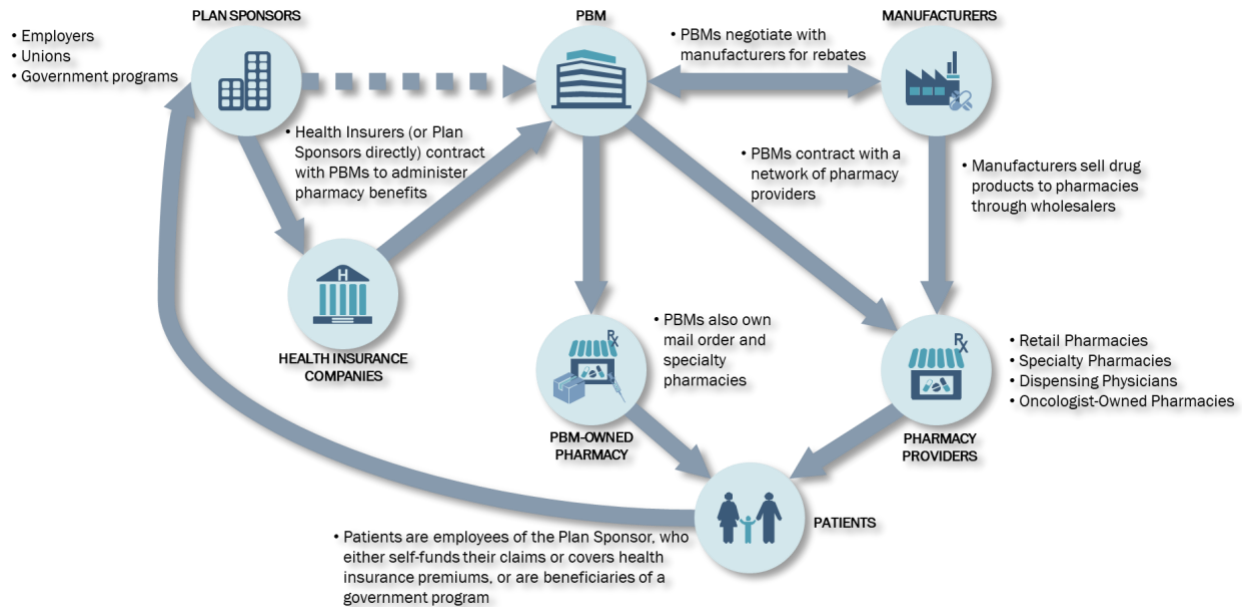 PLAN SPONSORS
• Employers
• Unions
• Government programs
PBM
• PBMs negotiate with
manufacturers for rebates
MANUFACTURERS
• Health Insurers (or Plan
Sponsors directly) contract
with PBMs to administer
pharmacy benefits
• PBMs contract with a
network of pharmacy
providers
• Manufacturers sell drug
products to pharmacies
through wholesalers
H
HEALTH INSURANCE
COMPANIES
• PBMs also own
mail order and
specialty
pharmacies
Rx
PBM-OWNED
PHARMACY
Rx
PHARMACY
PROVIDERS
• Retail Pharmacies
• Specialty Pharmacies
• Dispensing Physicians
• Oncologist-Owned Pharmacies
PATIENTS
• Patients are employees of the Plan Sponsor, who
either self-funds their claims or covers health
insurance premiums, or are beneficiaries of a
government program